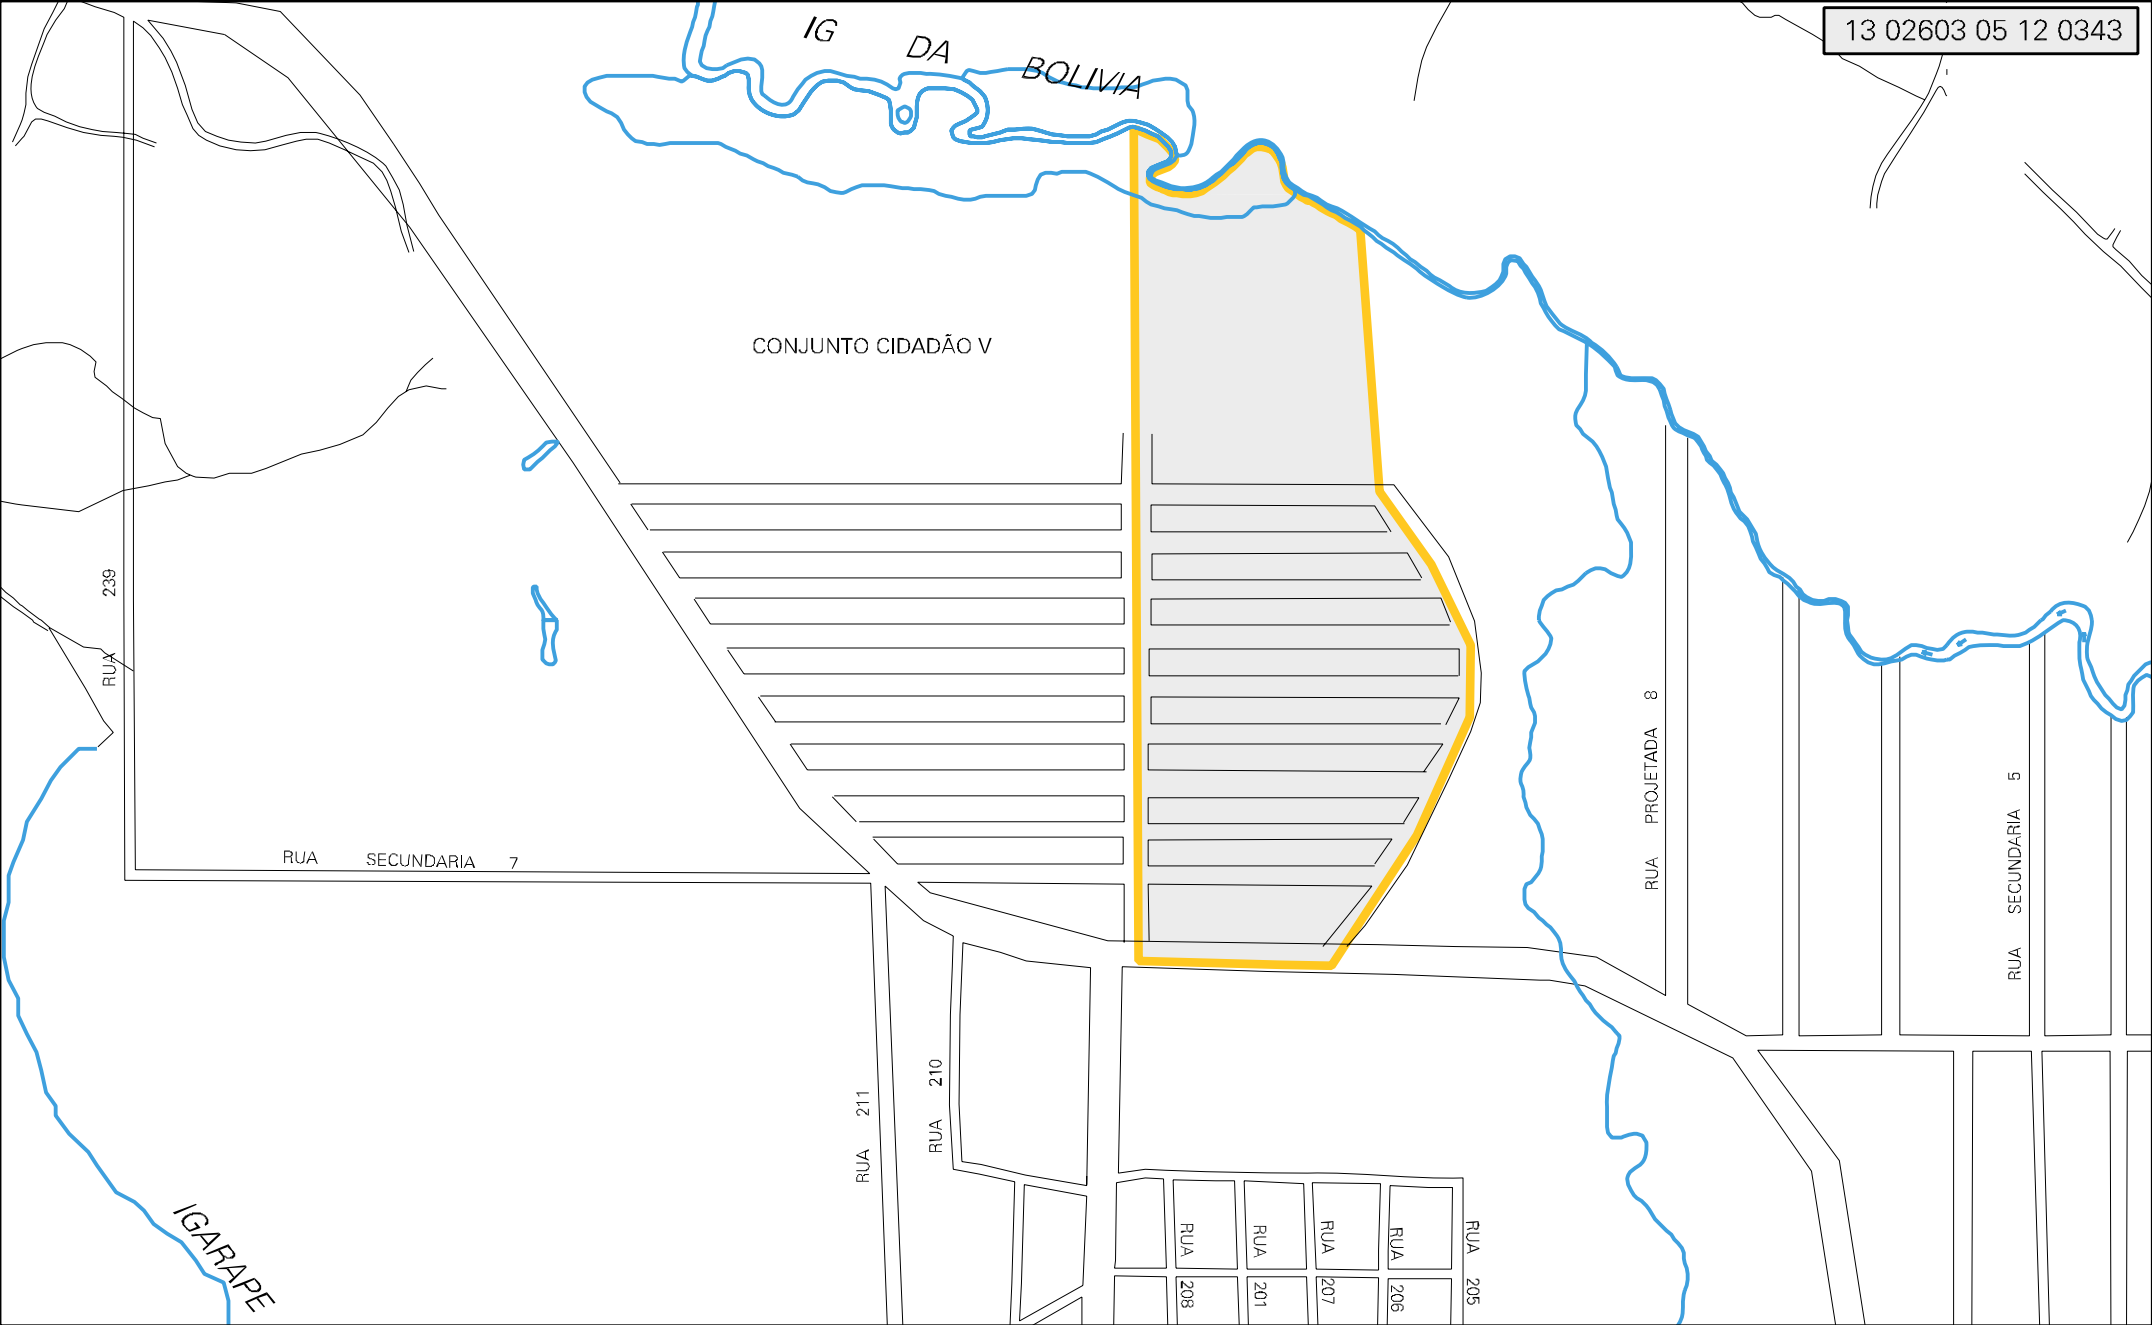 13 02603 05 12 0343
IG DA BOLIVIA
CONJUNTO CIDADÃO V
RUA 239
RUA SECUNDARIA 7
RUA PROJETADA 8
RUA SECUNDARIA 5
RUA 211
RUA 210
IGARAPE
RUA 208
RUA 201
RUA 207
RUA 206
RUA 205